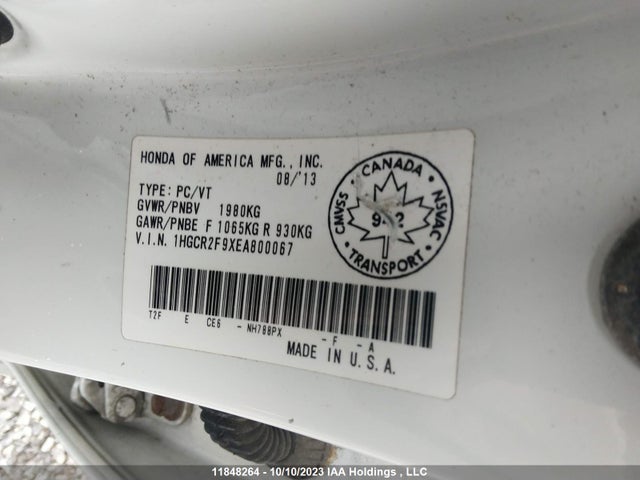 HONDA OF AMERICA MFG., INC.
08/'13
TYPE: PC/VT
GVWR/PNBV 1980KG
GAWR/PNBE F 1065KG R 930KG
V.I.N. 1HGCR2F9XEA800067
CANADA
CMVSS
NSVAC
TRANSPORT
T2F E CE6 - NH788PX - F - A
MADE IN U.S.A.
11848264 - 10/10/2023 IAA Holdings , LLC